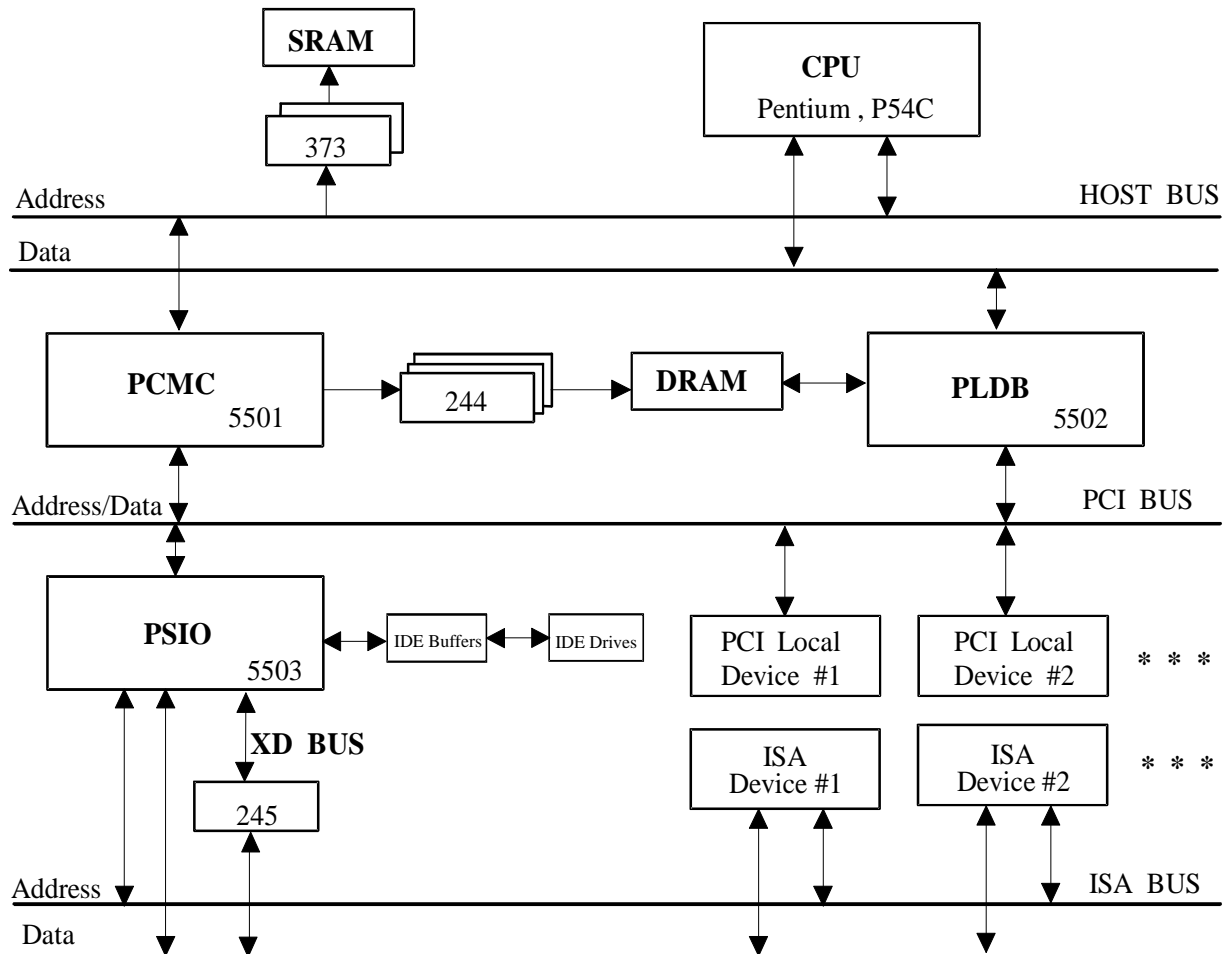 SRAM
CPU
Pentium , P54C
373
Address
HOST BUS
Data
PCMC
5501
244
DRAM
PLDB
5502
Address/Data
PCI BUS
PSIO
5503
IDE Buffers
IDE Drives
PCI Local
Device #1
PCI Local
Device #2
* * *
XD BUS
245
ISA
Device #1
ISA
Device #2
* * *
Address
ISA BUS
Data